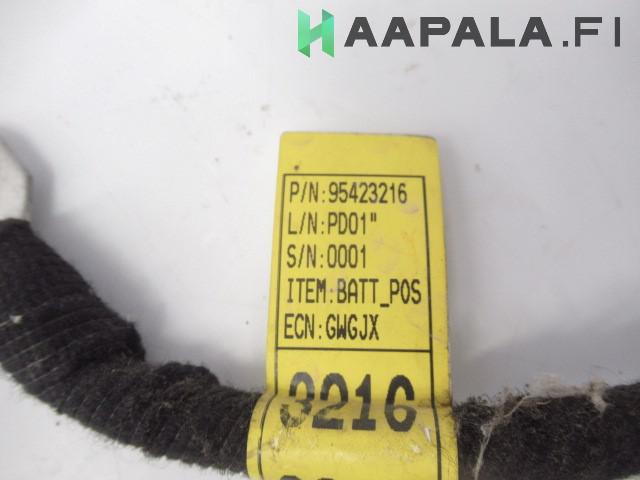 HAAPALA.FI
P/N:95423216
L/N:PD01"
S/N:0001
ITEM:BATT_POS
ECN:GWGJX
3216